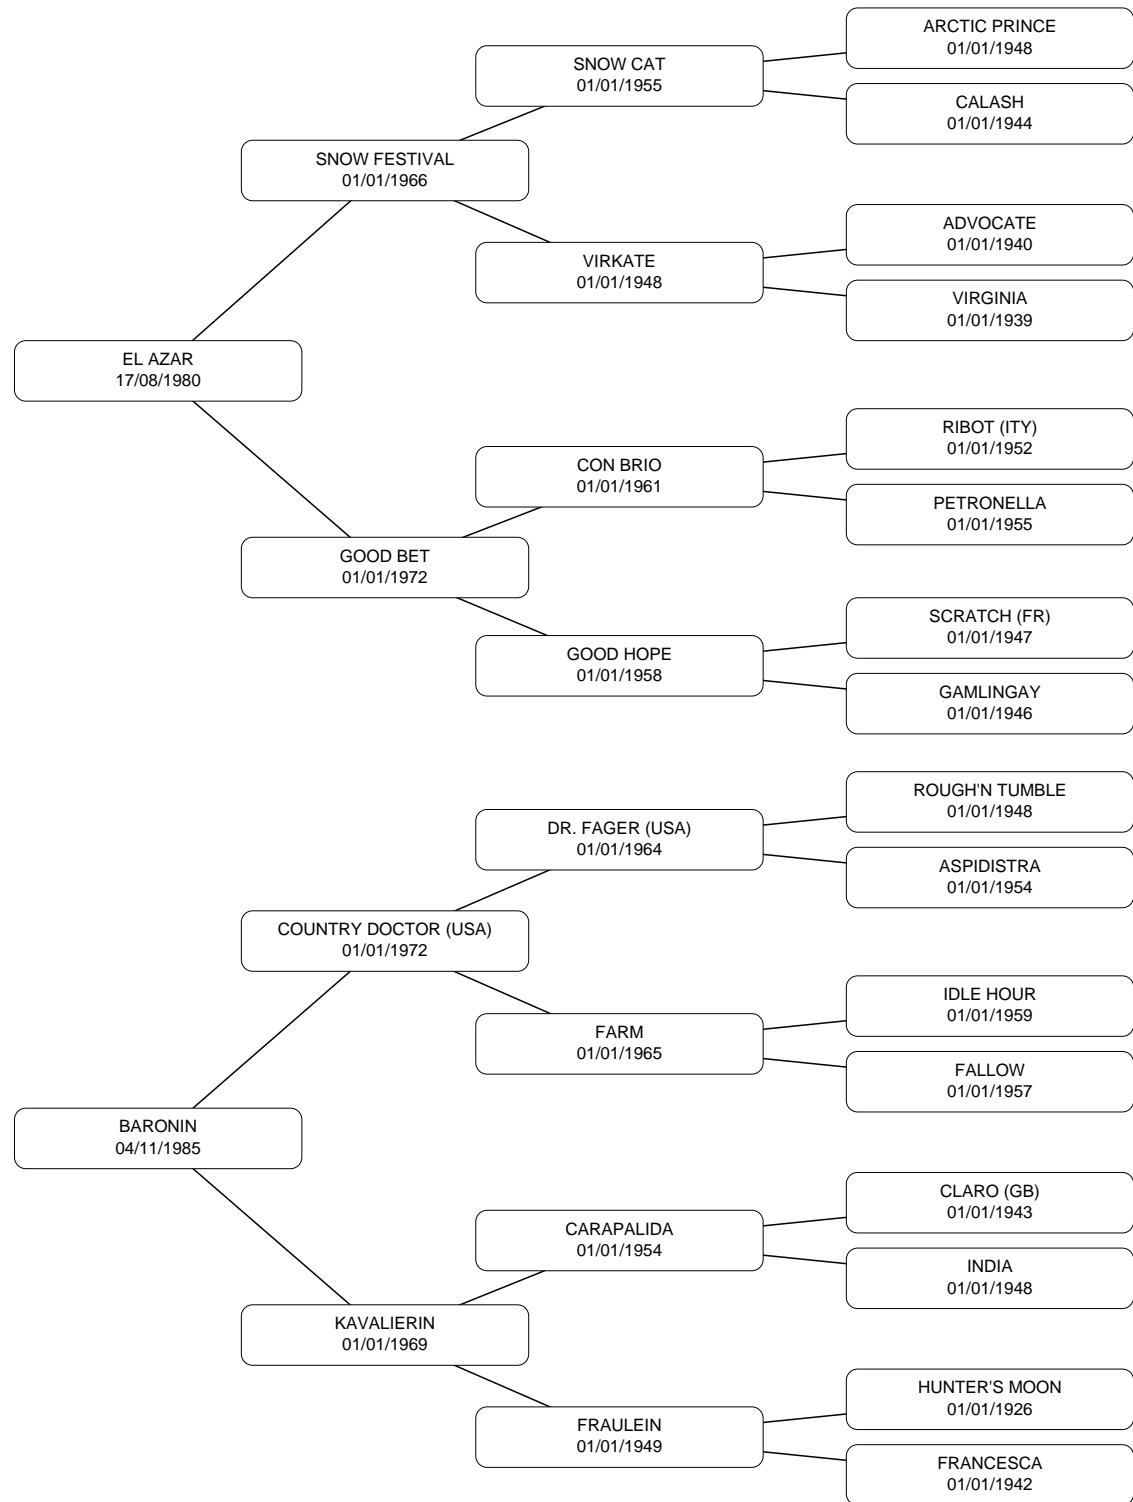 ARCTIC PRINCE
01/01/1948
SNOW CAT
01/01/1955
CALASH
01/01/1944
SNOW FESTIVAL
01/01/1966
ADVOCATE
01/01/1940
VIRKATE
01/01/1948
VIRGINIA
01/01/1939
EL AZAR
17/08/1980
RIBOT (ITY)
01/01/1952
CON BRIO
01/01/1961
PETRONELLA
01/01/1955
GOOD BET
01/01/1972
SCRATCH (FR)
01/01/1947
GOOD HOPE
01/01/1958
GAMLINGAY
01/01/1946
ROUGH'N TUMBLE
01/01/1948
DR. FAGER (USA)
01/01/1964
ASPIDISTRA
01/01/1954
COUNTRY DOCTOR (USA)
01/01/1972
IDLE HOUR
01/01/1959
FARM
01/01/1965
FALLOW
01/01/1957
BARONIN
04/11/1985
CLARO (GB)
01/01/1943
CARAPALIDA
01/01/1954
INDIA
01/01/1948
KAVALIERIN
01/01/1969
HUNTER'S MOON
01/01/1926
FRAULEIN
01/01/1949
FRANCESCA
01/01/1942